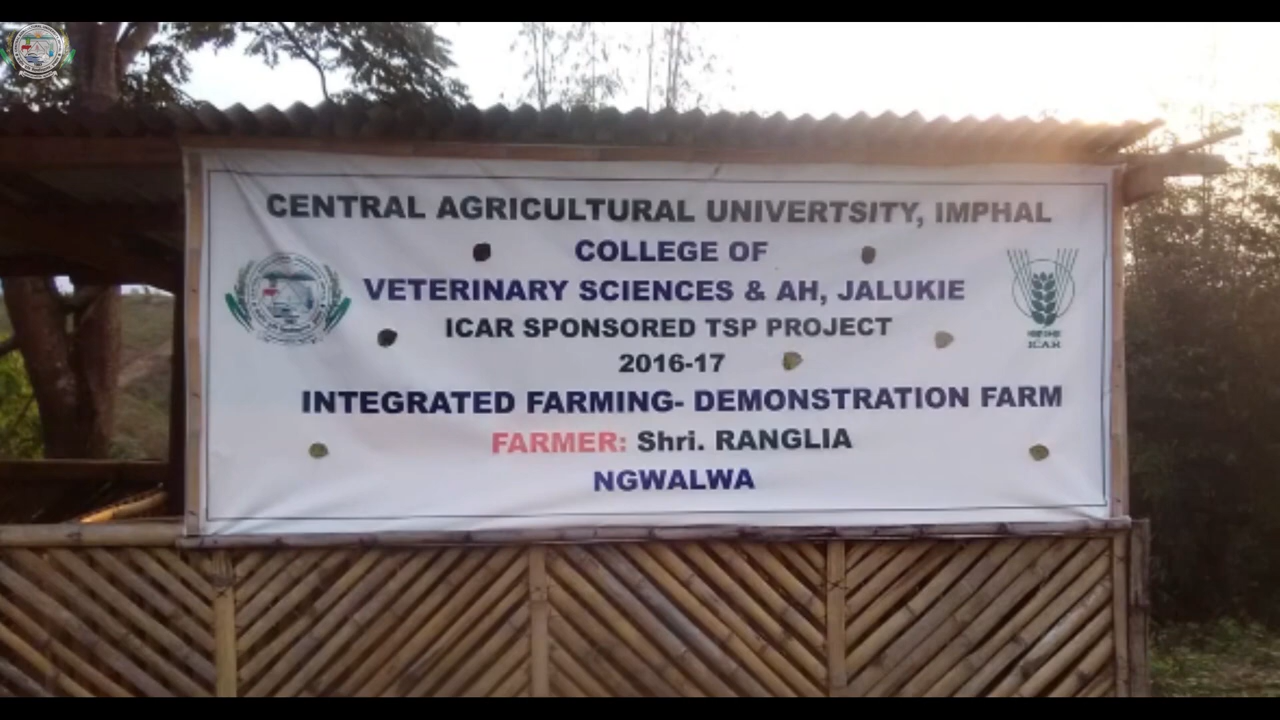 CENTRAL AGRICULTURAL UNIVERTSITY, IMPHAL
COLLEGE OF
VETERINARY SCIENCES & AH, JALUKIE
ICAR SPONSORED TSP PROJECT
2016-17
INTEGRATED FARMING- DEMONSTRATION FARM
FARMER: Shri. RANGLIA
NGWALWA
ICAR